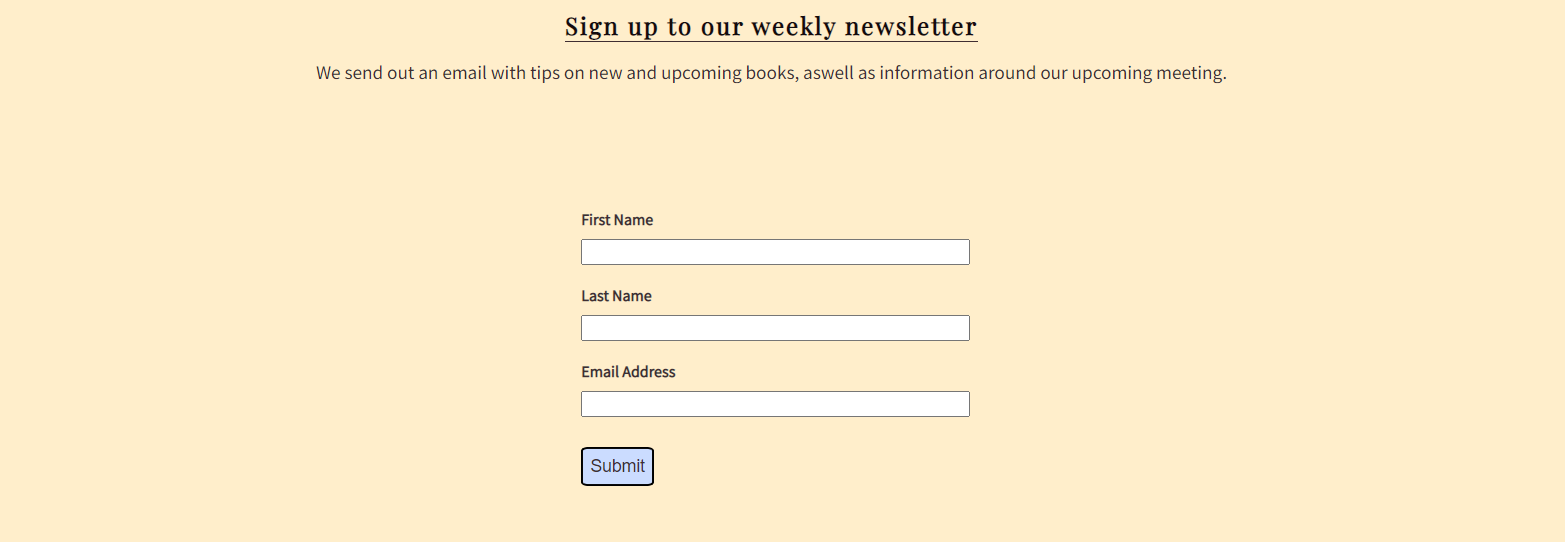 Sign up to our weekly newsletter
We send out an email with tips on new and upcoming books, aswell as information around our upcoming meeting.
First Name
Last Name
Email Address
Submit